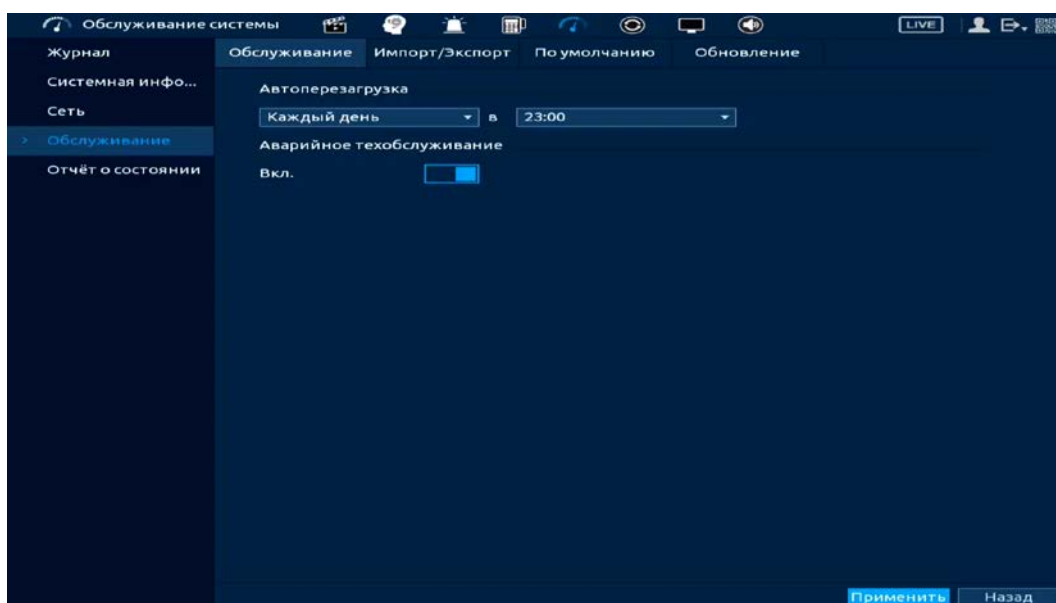 Обслуживание системы LIVE
Журнал
Системная инфо...
Сеть
Обслуживание
Отчёт о состоянии
Обслуживание Импорт/Экспорт По умолчанию Обновление
Автоперезагрузка
Каждый день в 23:00
Аварийное техобслуживание
Вкл.
Применить Назад